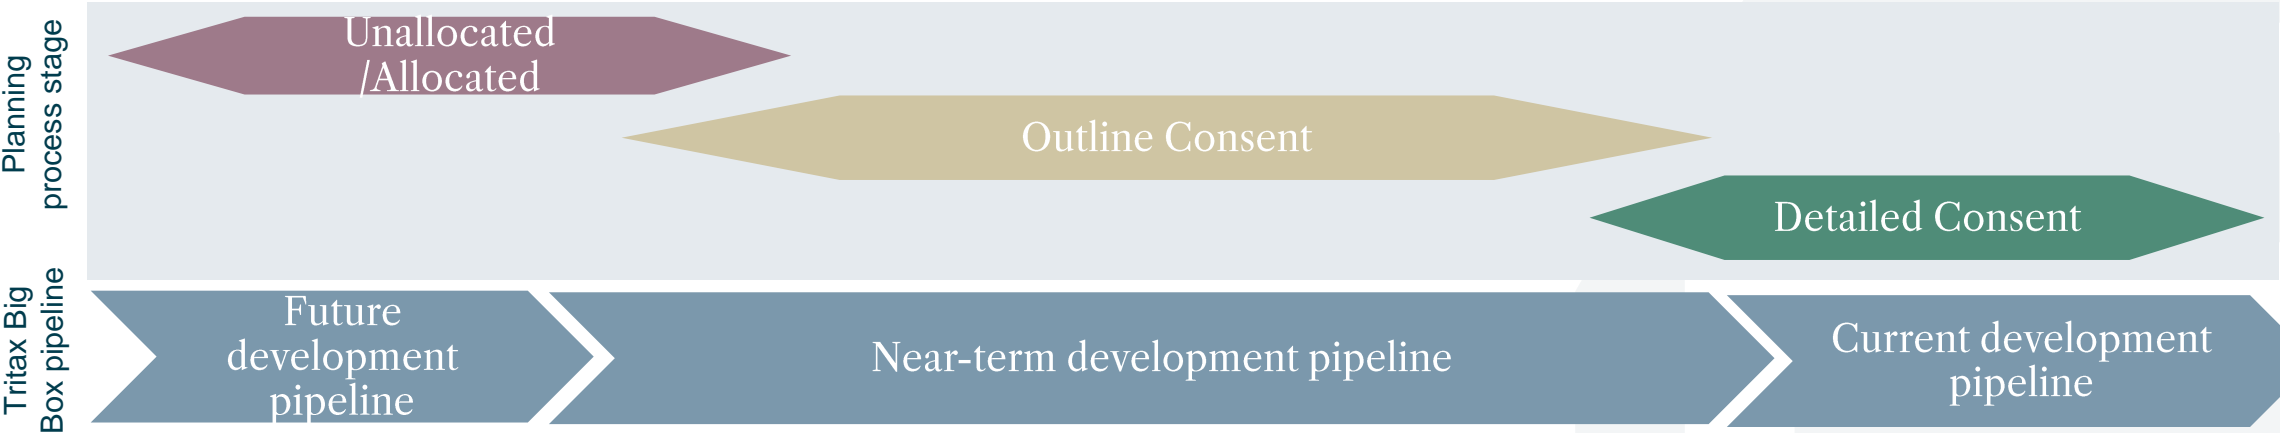 Planning
process stage
Unallocated
/Allocated
Outline Consent
Detailed Consent
Tritax Big
Box pipeline
Future
development
pipeline
Near-term development pipeline
Current development
pipeline